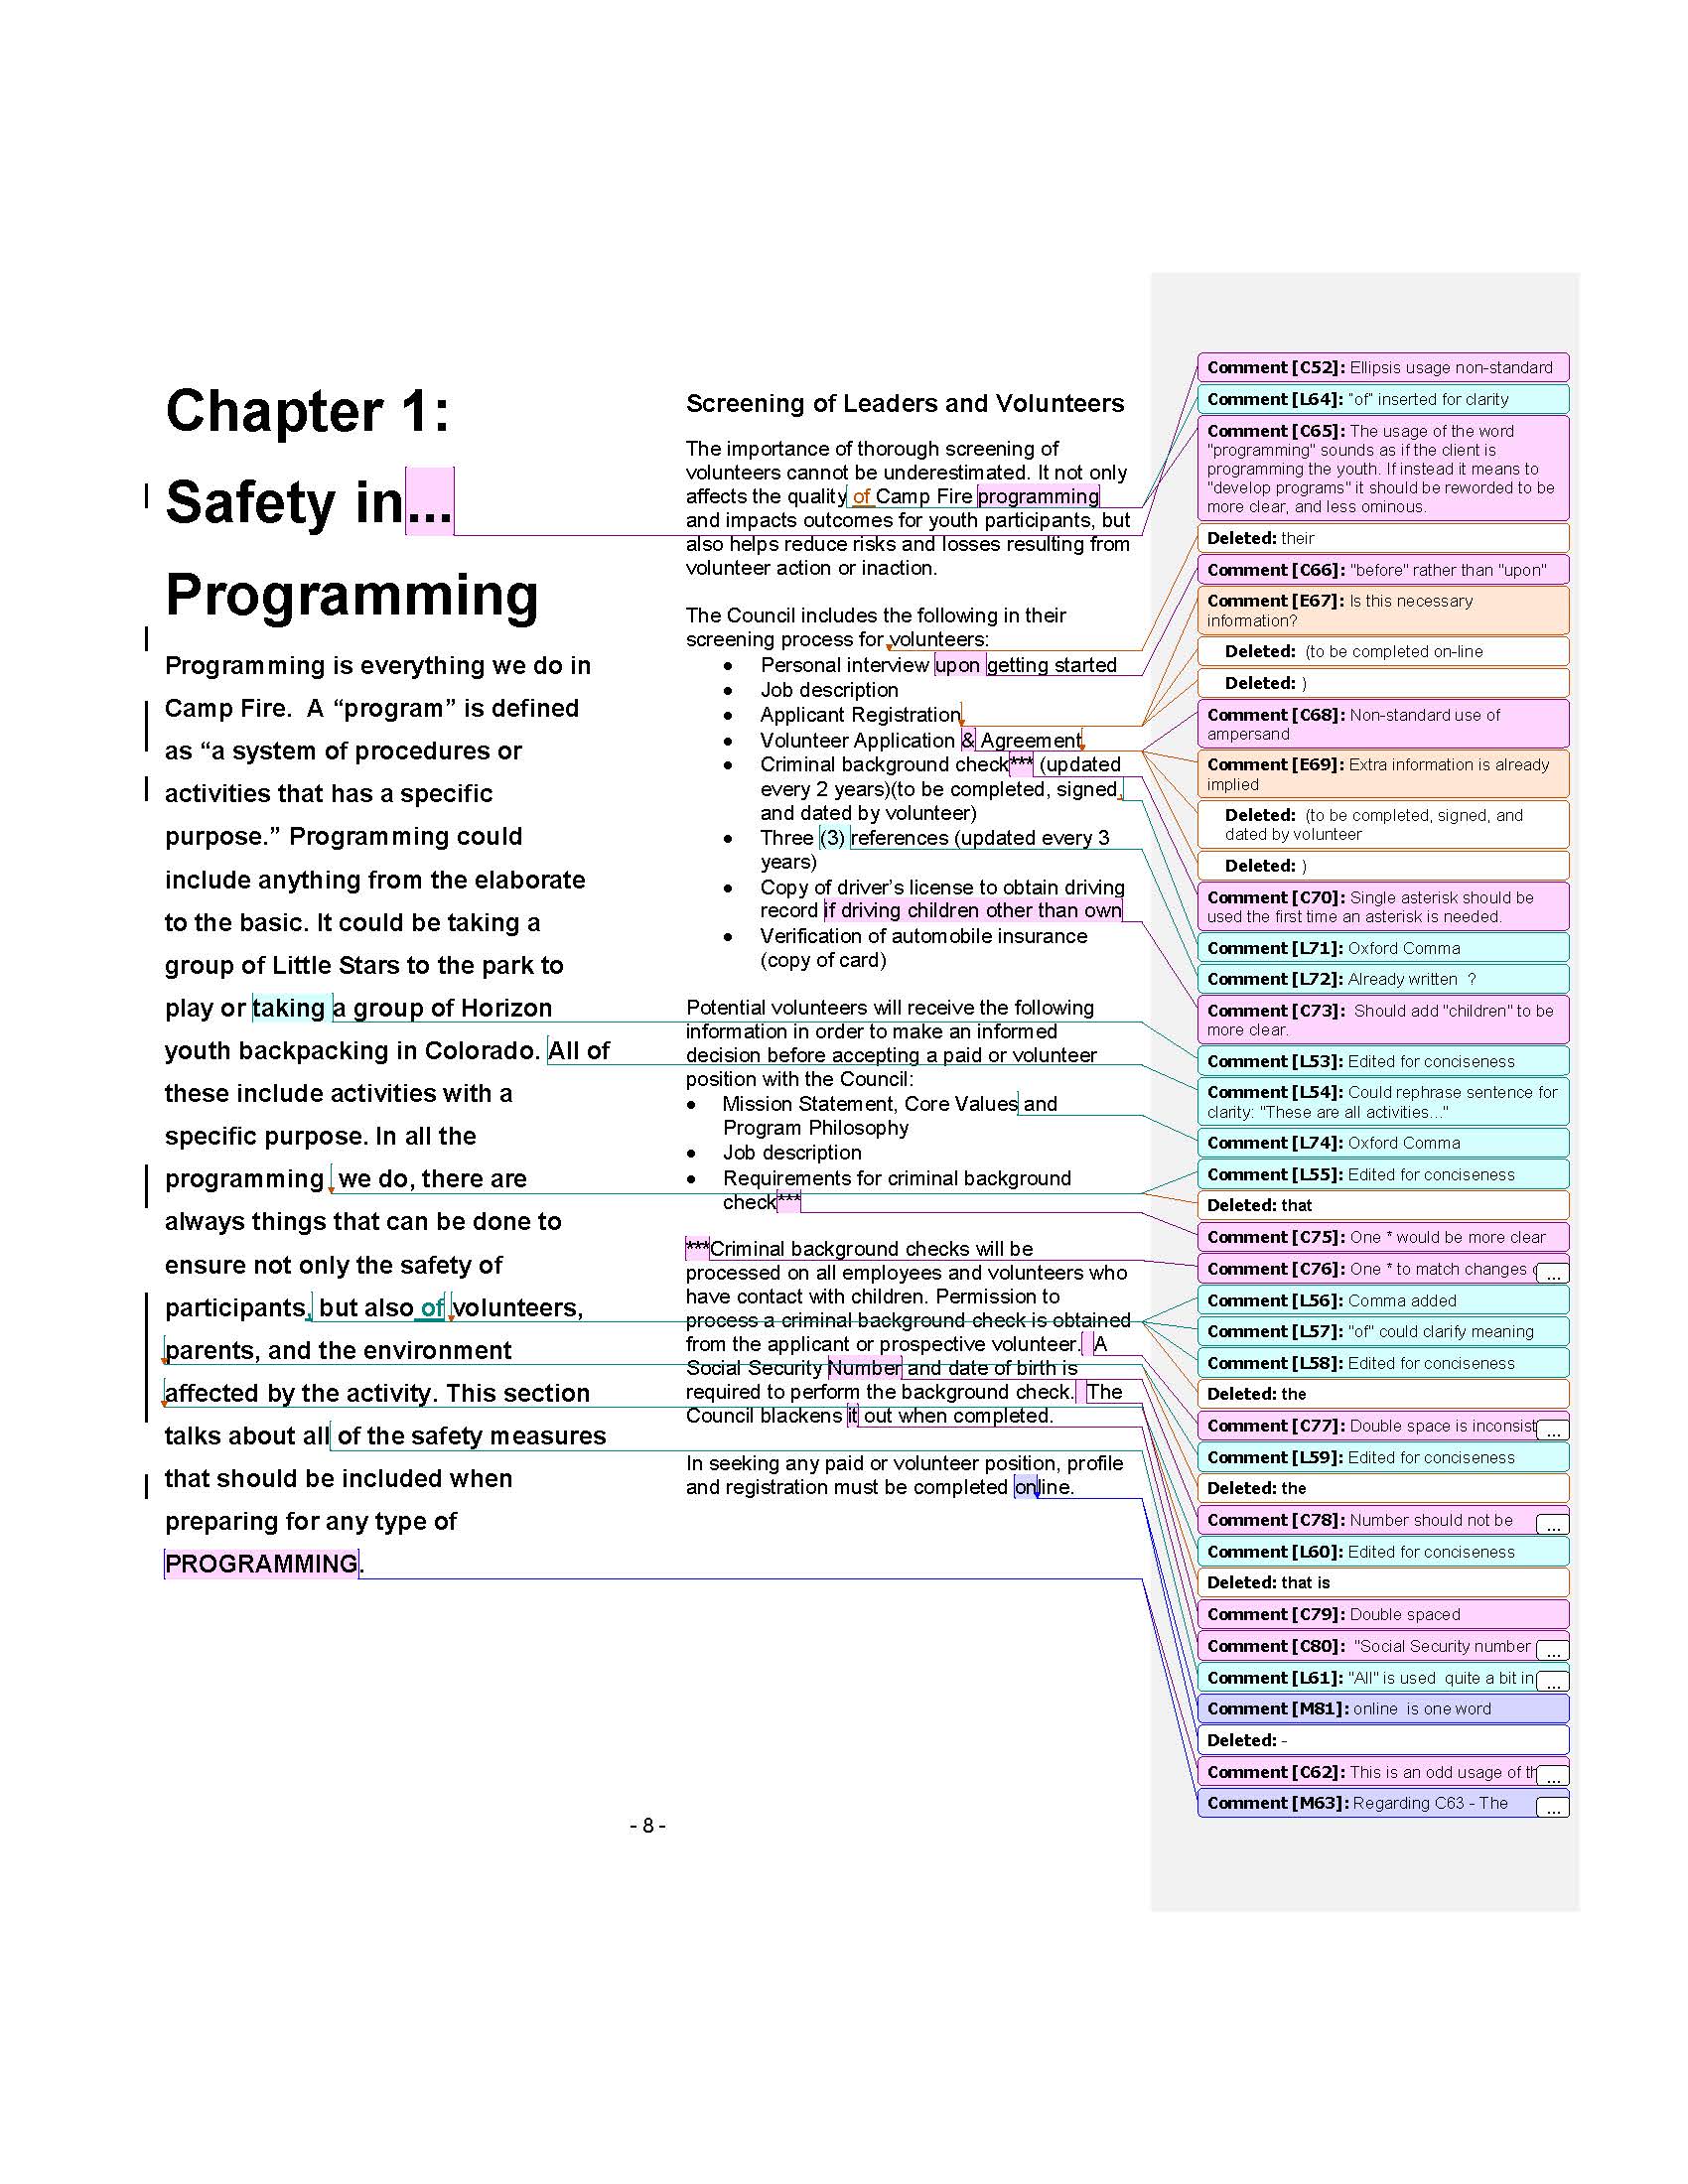 Chapter 1:
Safety in...
Programming
Programming is everything we do in
Camp Fire.  A “program” is defined
as “a system of procedures or
activities that has a specific
purpose.” Programming could
include anything from the elaborate
to the basic. It could be taking a
group of Little Stars to the park to
play or taking a group of Horizon
youth backpacking in Colorado. All of
these include activities with a
specific purpose. In all the
programming we do, there are
always things that can be done to
ensure not only the safety of
participants, but also of volunteers,
parents, and the environment
affected by the activity. This section
talks about all of the safety measures
that should be included when
preparing for any type of
PROGRAMMING.
Screening of Leaders and Volunteers
The importance of thorough screening of
volunteers cannot be underestimated. It not only
affects the quality of Camp Fire programming
and impacts outcomes for youth participants, but
also helps reduce risks and losses resulting from
volunteer action or inaction.
The Council includes the following in their
screening process for volunteers:
• Personal interview upon getting started
• Job description
• Applicant Registration
• Volunteer Application & Agreement
• Criminal background check*** (updated
every 2 years)(to be completed, signed,
and dated by volunteer)
• Three (3) references (updated every 3
years)
• Copy of driver’s license to obtain driving
record if driving children other than own
• Verification of automobile insurance
(copy of card)
Potential volunteers will receive the following
information in order to make an informed
decision before accepting a paid or volunteer
position with the Council:
• Mission Statement, Core Values and
Program Philosophy
• Job description
• Requirements for criminal background
check***
***Criminal background checks will be
processed on all employees and volunteers who
have contact with children. Permission to
process a criminal background check is obtained
from the applicant or prospective volunteer.  A
Social Security Number and date of birth is
required to perform the background check.  The
Council blackens it out when completed.
In seeking any paid or volunteer position, profile
and registration must be completed online.
Comment [C52]: Ellipsis usage non-standard
Comment [L64]: "of" inserted for clarity
Comment [C65]: The usage of the word
"programming" sounds as if the client is
programming the youth. If instead it means to
"develop programs" it should be reworded to be
more clear, and less ominous.
Deleted: their
Comment [C66]: "before" rather than "upon"
Comment [E67]: Is this necessary
information?
Deleted:  (to be completed on-line
Deleted: )
Comment [C68]: Non-standard use of
ampersand
Comment [E69]: Extra information is already
implied
Deleted:  (to be completed, signed, and
dated by volunteer
Deleted: )
Comment [C70]: Single asterisk should be
used the first time an asterisk is needed.
Comment [L71]: Oxford Comma
Comment [L72]: Already written  ?
Comment [C73]:  Should add "children" to be
more clear.
Comment [L53]: Edited for conciseness
Comment [L54]: Could rephrase sentence for
clarity: "These are all activities..."
Comment [L74]: Oxford Comma
Comment [L55]: Edited for conciseness
Deleted: that
Comment [C75]: One * would be more clear
Comment [C76]: One * to match changes ...
Comment [L56]: Comma added
Comment [L57]: "of" could clarify meaning
Comment [L58]: Edited for conciseness
Deleted: the
Comment [C77]: Double space is inconsist...
Comment [L59]: Edited for conciseness
Deleted: the
Comment [C78]: Number should not be ...
Comment [L60]: Edited for conciseness
Deleted: that is
Comment [C79]: Double spaced
Comment [C80]:  "Social Security number ...
Comment [L61]: "All" is used  quite a bit in ...
Comment [M81]: online  is one word
Deleted: -
Comment [C62]: This is an odd usage of th...
Comment [M63]: Regarding C63 - The ...
- 8 -